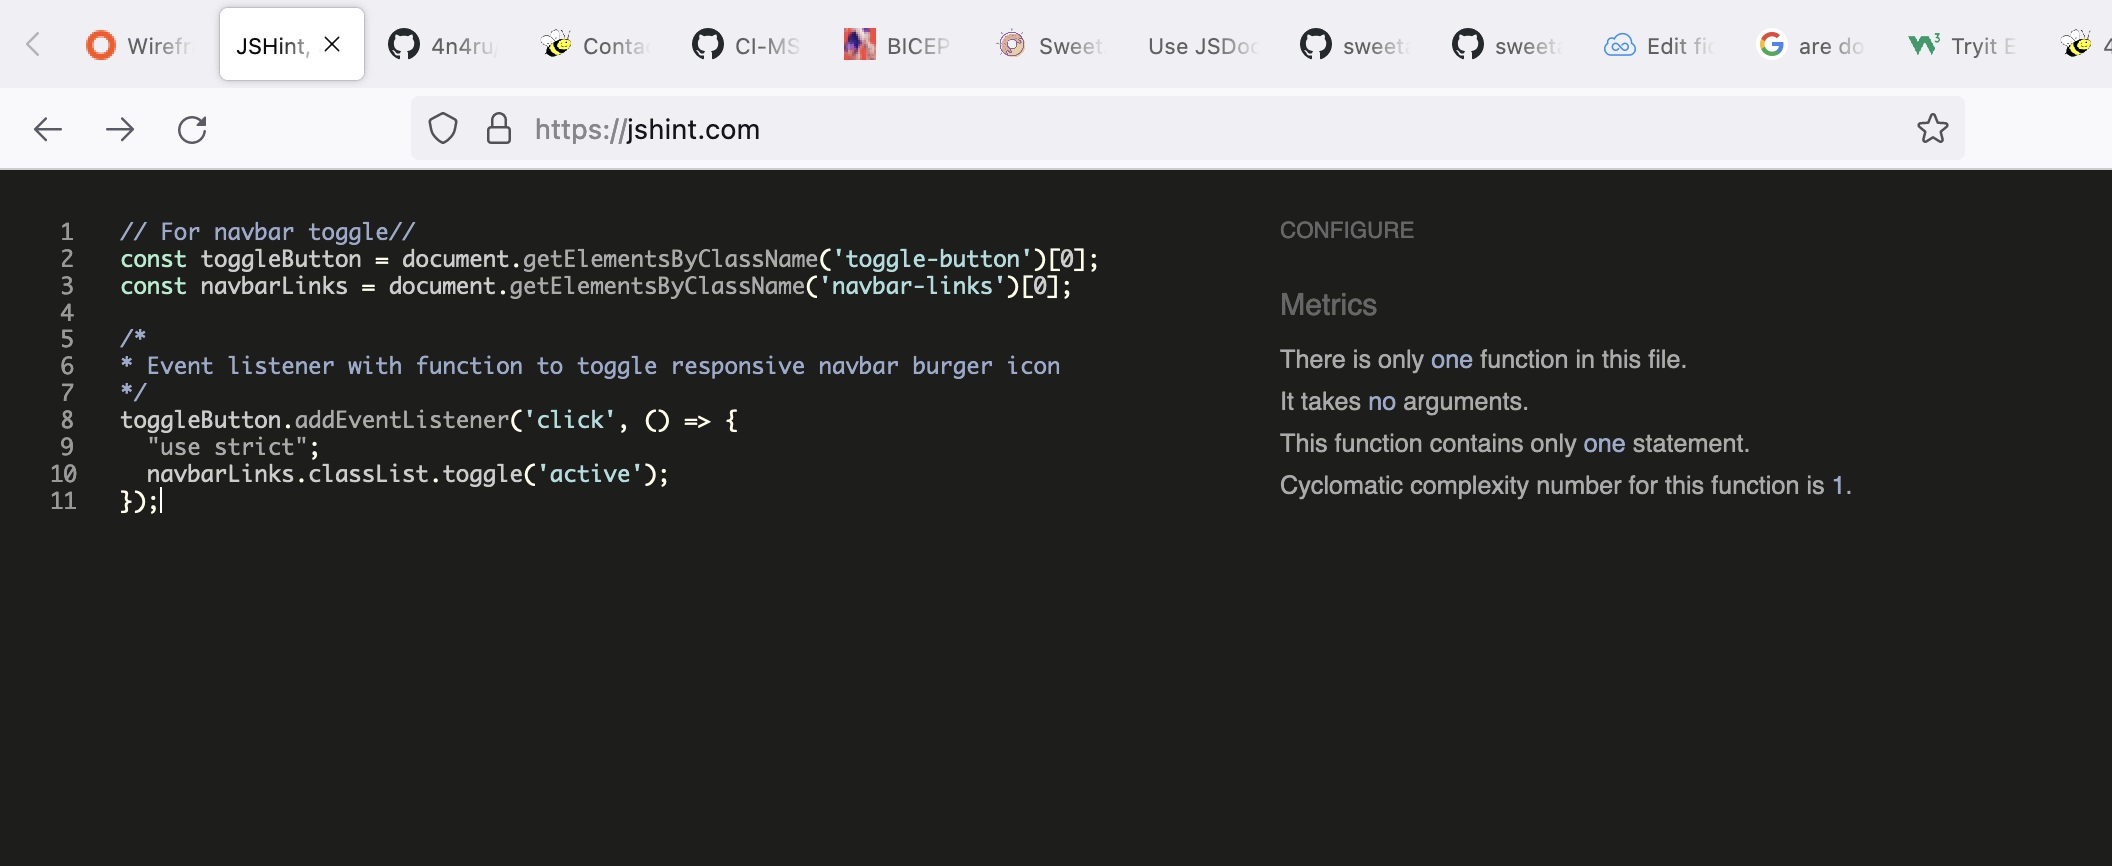 Wirefr
JSHint,
4n4ru/
Conta
CI-MS
BICEP
Sweet
Use JSDoc
sweeta
sweeta
Edit fid
are do
Tryit E
4
https://jshint.com
1 // For navbar toggle//
2 const toggleButton = document.getElementsByClassName('toggle-button')[0];
3 const navbarLinks = document.getElementsByClassName('navbar-links')[0];
4
5 /*
6 * Event listener with function to toggle responsive navbar burger icon
7 */
8 toggleButton.addEventListener('click', () => {
9   "use strict";
10   navbarLinks.classList.toggle('active');
11 });
CONFIGURE
Metrics
There is only one function in this file.
It takes no arguments.
This function contains only one statement.
Cyclomatic complexity number for this function is 1.